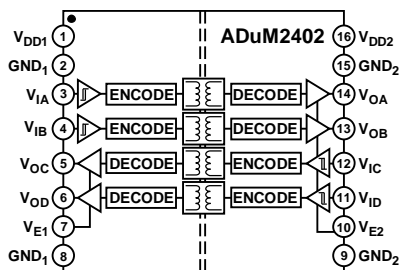 ADuM2402
VDD1 1 16 VDD2
GND1 2 15 GND2
VIA 3 ENCODE DECODE 14 VOA
VIB 4 ENCODE DECODE 13 VOB
VOC 5 DECODE ENCODE 12 VIC
VOD 6 DECODE ENCODE 11 VID
VE1 7 10 VE2
GND1 8 9 GND2